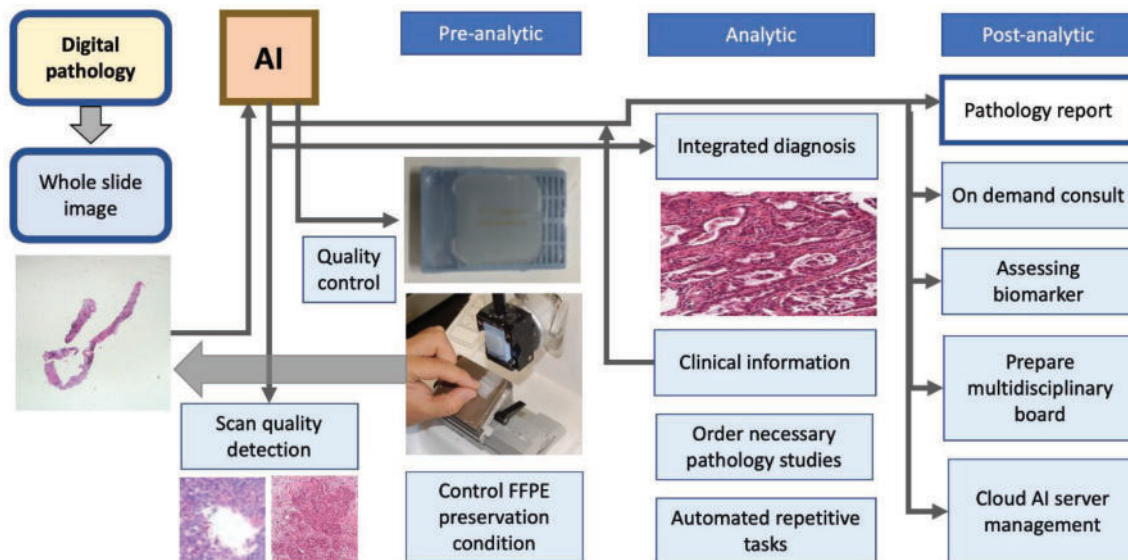 Digital
pathology
AI
Pre-analytic
Analytic
Post-analytic
Whole slide
image
Quality
control
Scan quality
detection
Control FFPE
preservation
condition
Integrated diagnosis
Clinical information
Order necessary
pathology studies
Automated repetitive
tasks
Pathology report
On demand consult
Assessing
biomarker
Prepare
multidisciplinary
board
Cloud AI server
management